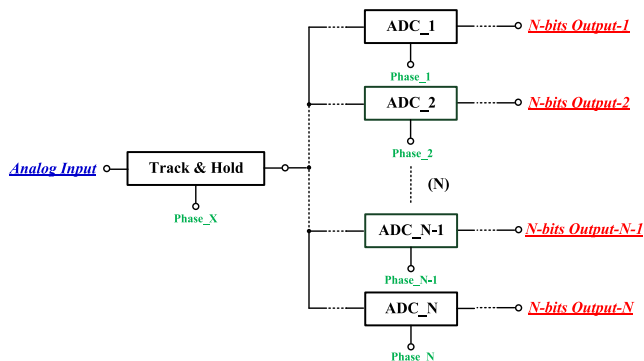 ADC_1
N-bits Output-1
Phase_1
ADC_2
N-bits Output-2
Phase_2
Analog Input
Track & Hold
Phase_X
(N)
ADC_N-1
N-bits Output-N-1
Phase_N-1
ADC_N
N-bits Output-N
Phase_N